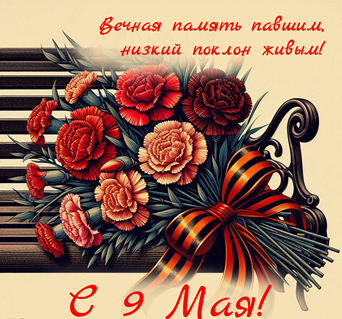 Вечная память павшим,
низкий поклон живым!
С 9 Мая!